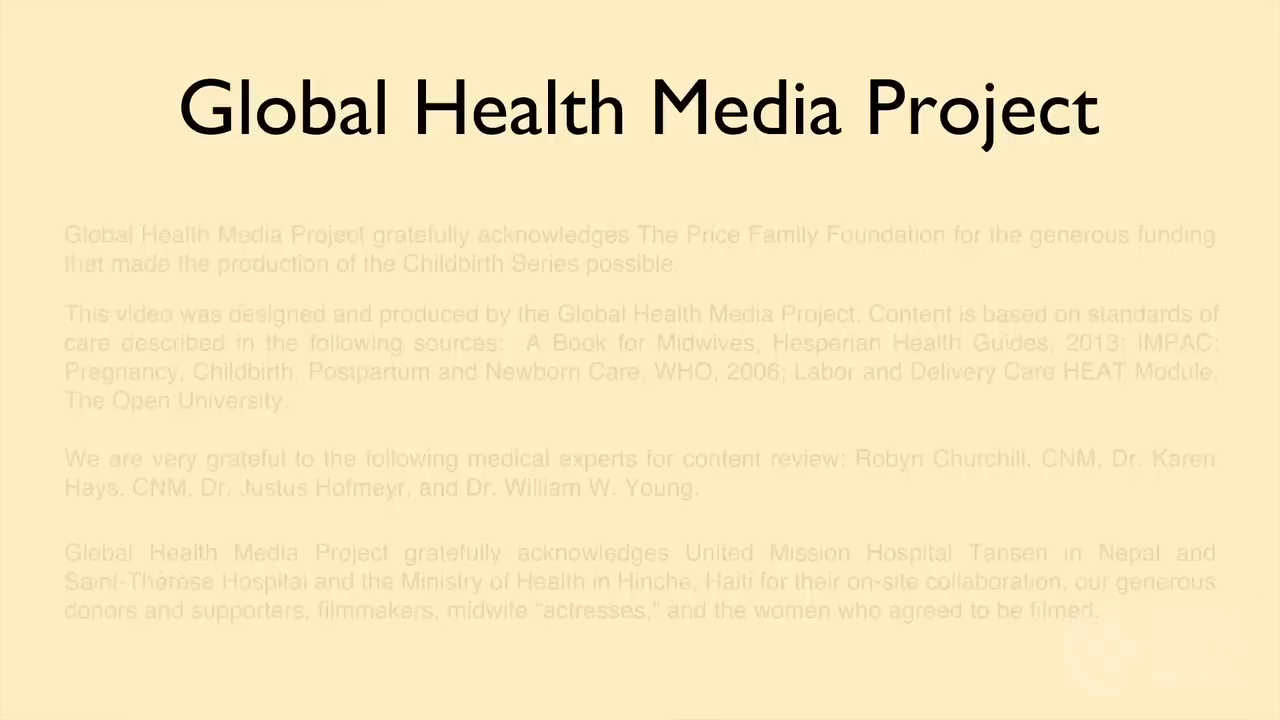 Global Health Media Project
Global Health Media Project gratefully acknowledges The Price Family Foundation for the generous funding
that made the production of the Childbirth Series possible.
This video was designed and produced by the Global Health Media Project. Content is based on standards of
care described in the following sources: A Book for Midwives, Hesperian Health Guides, 2013; IMPAC:
Pregnancy, Childbirth, Postpartum and Newborn Care, WHO, 2006; Labor and Delivery Care HEAT Module,
The Open University.
We are very grateful to the following medical experts for content review: Robyn Churchill, CNM, Dr. Karen
Hays, CNM, Dr. Justus Hofmeyr, and Dr. William W. Young.
Global Health Media Project gratefully acknowledges United Mission Hospital Tansen in Nepal and
Saint-Thérèse Hospital and the Ministry of Health in Hinche, Haiti for their on-site collaboration, our generous
donors and supporters, filmmakers, midwife “actresses,” and the women who agreed to be filmed.